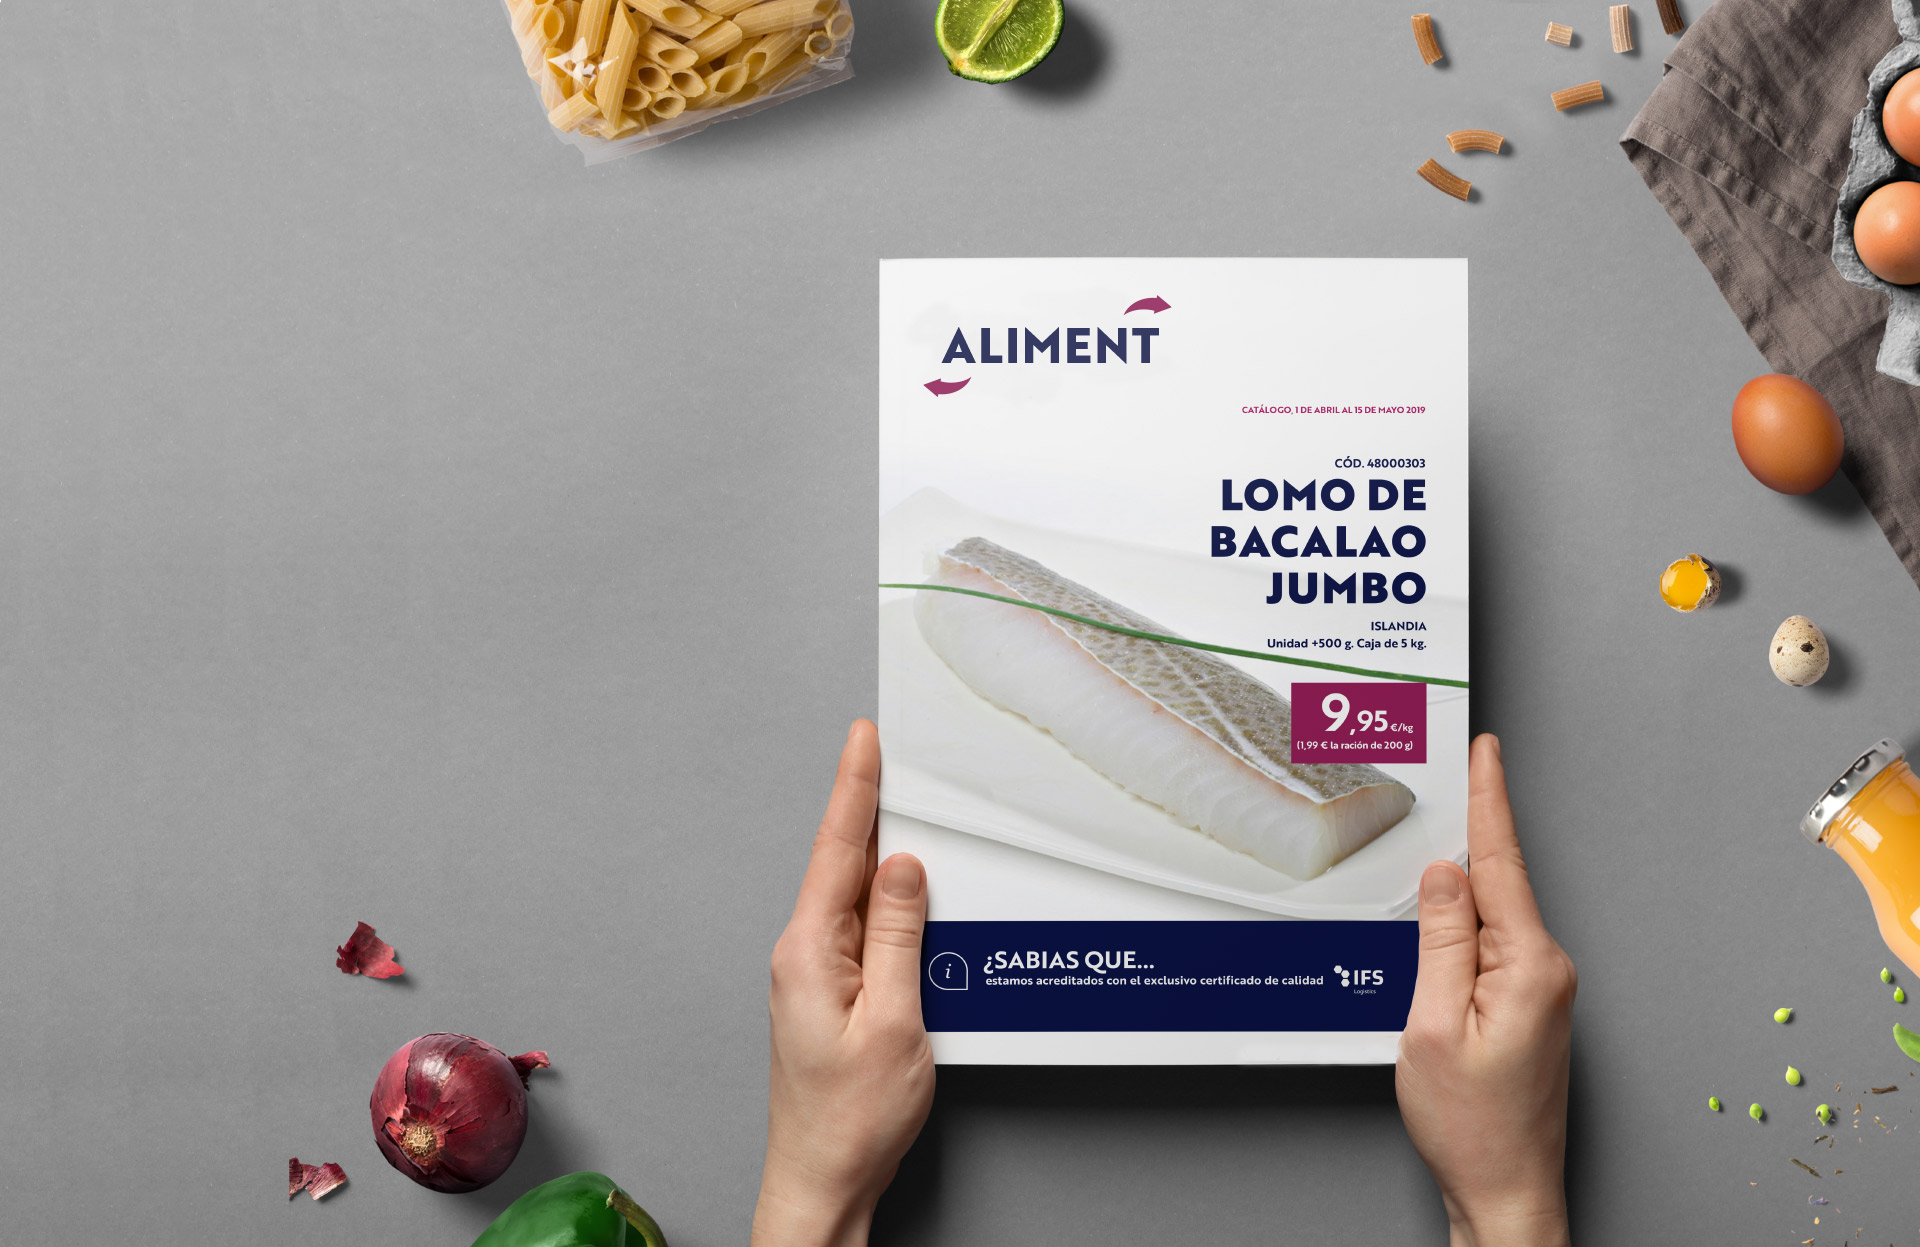 ALIMENT
CATÁLOGO, 1 DE ABRIL AL 15 DE MAYO 2019
CÓD. 48000303
LOMO DE
BACALAO
JUMBO
ISLANDIA
Unidad +500 g. Caja de 5 kg.
9,95 €/kg
(1,99 € la ración de 200 g)
i
¿SABIAS QUE...
estamos acreditados con el exclusivo certificado de calidad
IFS
Logistics